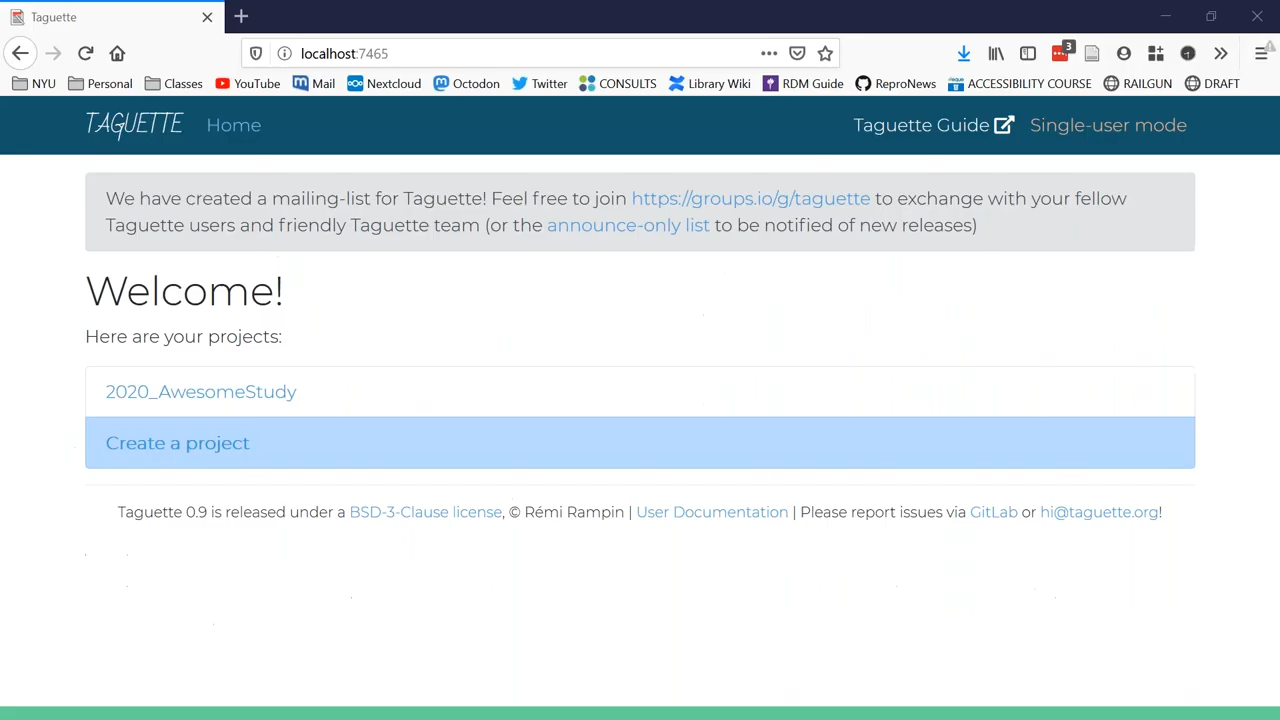 Taguette
localhost:7465
3
NYU Personal Classes YouTube Mail Nextcloud Octodon Twitter CONSULTS Library Wiki RDM Guide ReproNews ACCESSIBILITY COURSE RAILGUN DRAFT
TAGUETTE Home Taguette Guide Single-user mode
We have created a mailing-list for Taguette! Feel free to join https://groups.io/g/taguette to exchange with your fellow
Taguette users and friendly Taguette team (or the announce-only list to be notified of new releases)
Welcome!
Here are your projects:
2020_AwesomeStudy
Create a project
Taguette 0.9 is released under a BSD-3-Clause license, © Rémi Rampin | User Documentation | Please report issues via GitLab or hi@taguette.org!